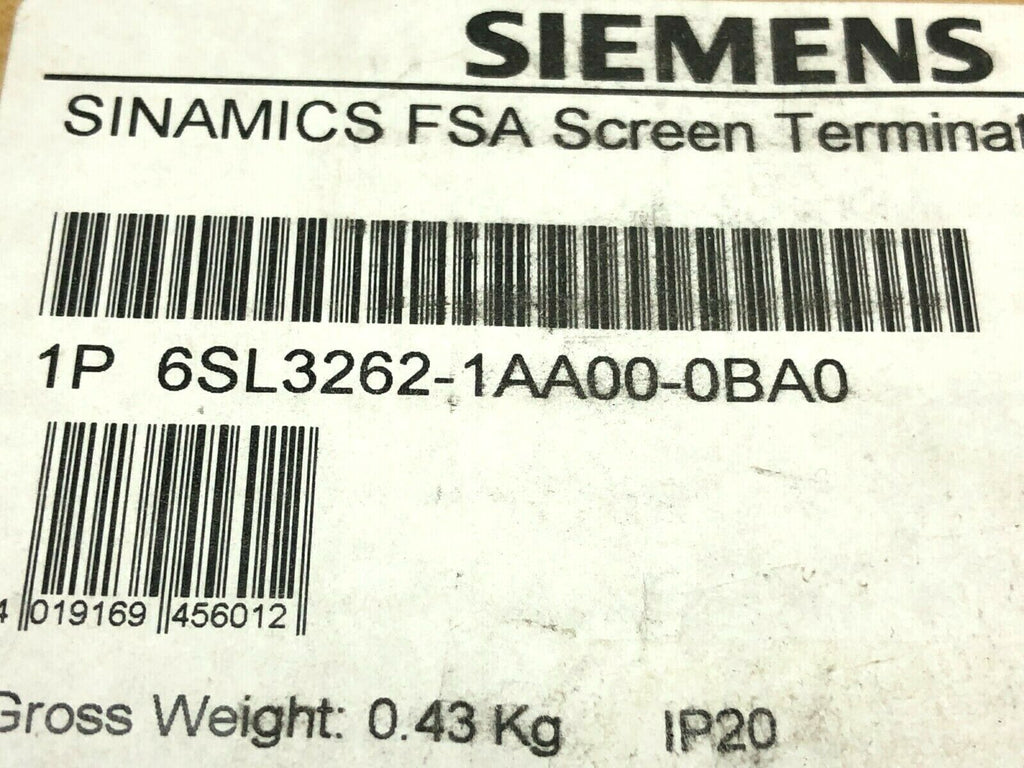 SIEMENS
SINAMICS FSA Screen Terminat
1P 6SL3262-1AA00-0BA0
4 019169 456012
Gross Weight: 0.43 Kg IP20